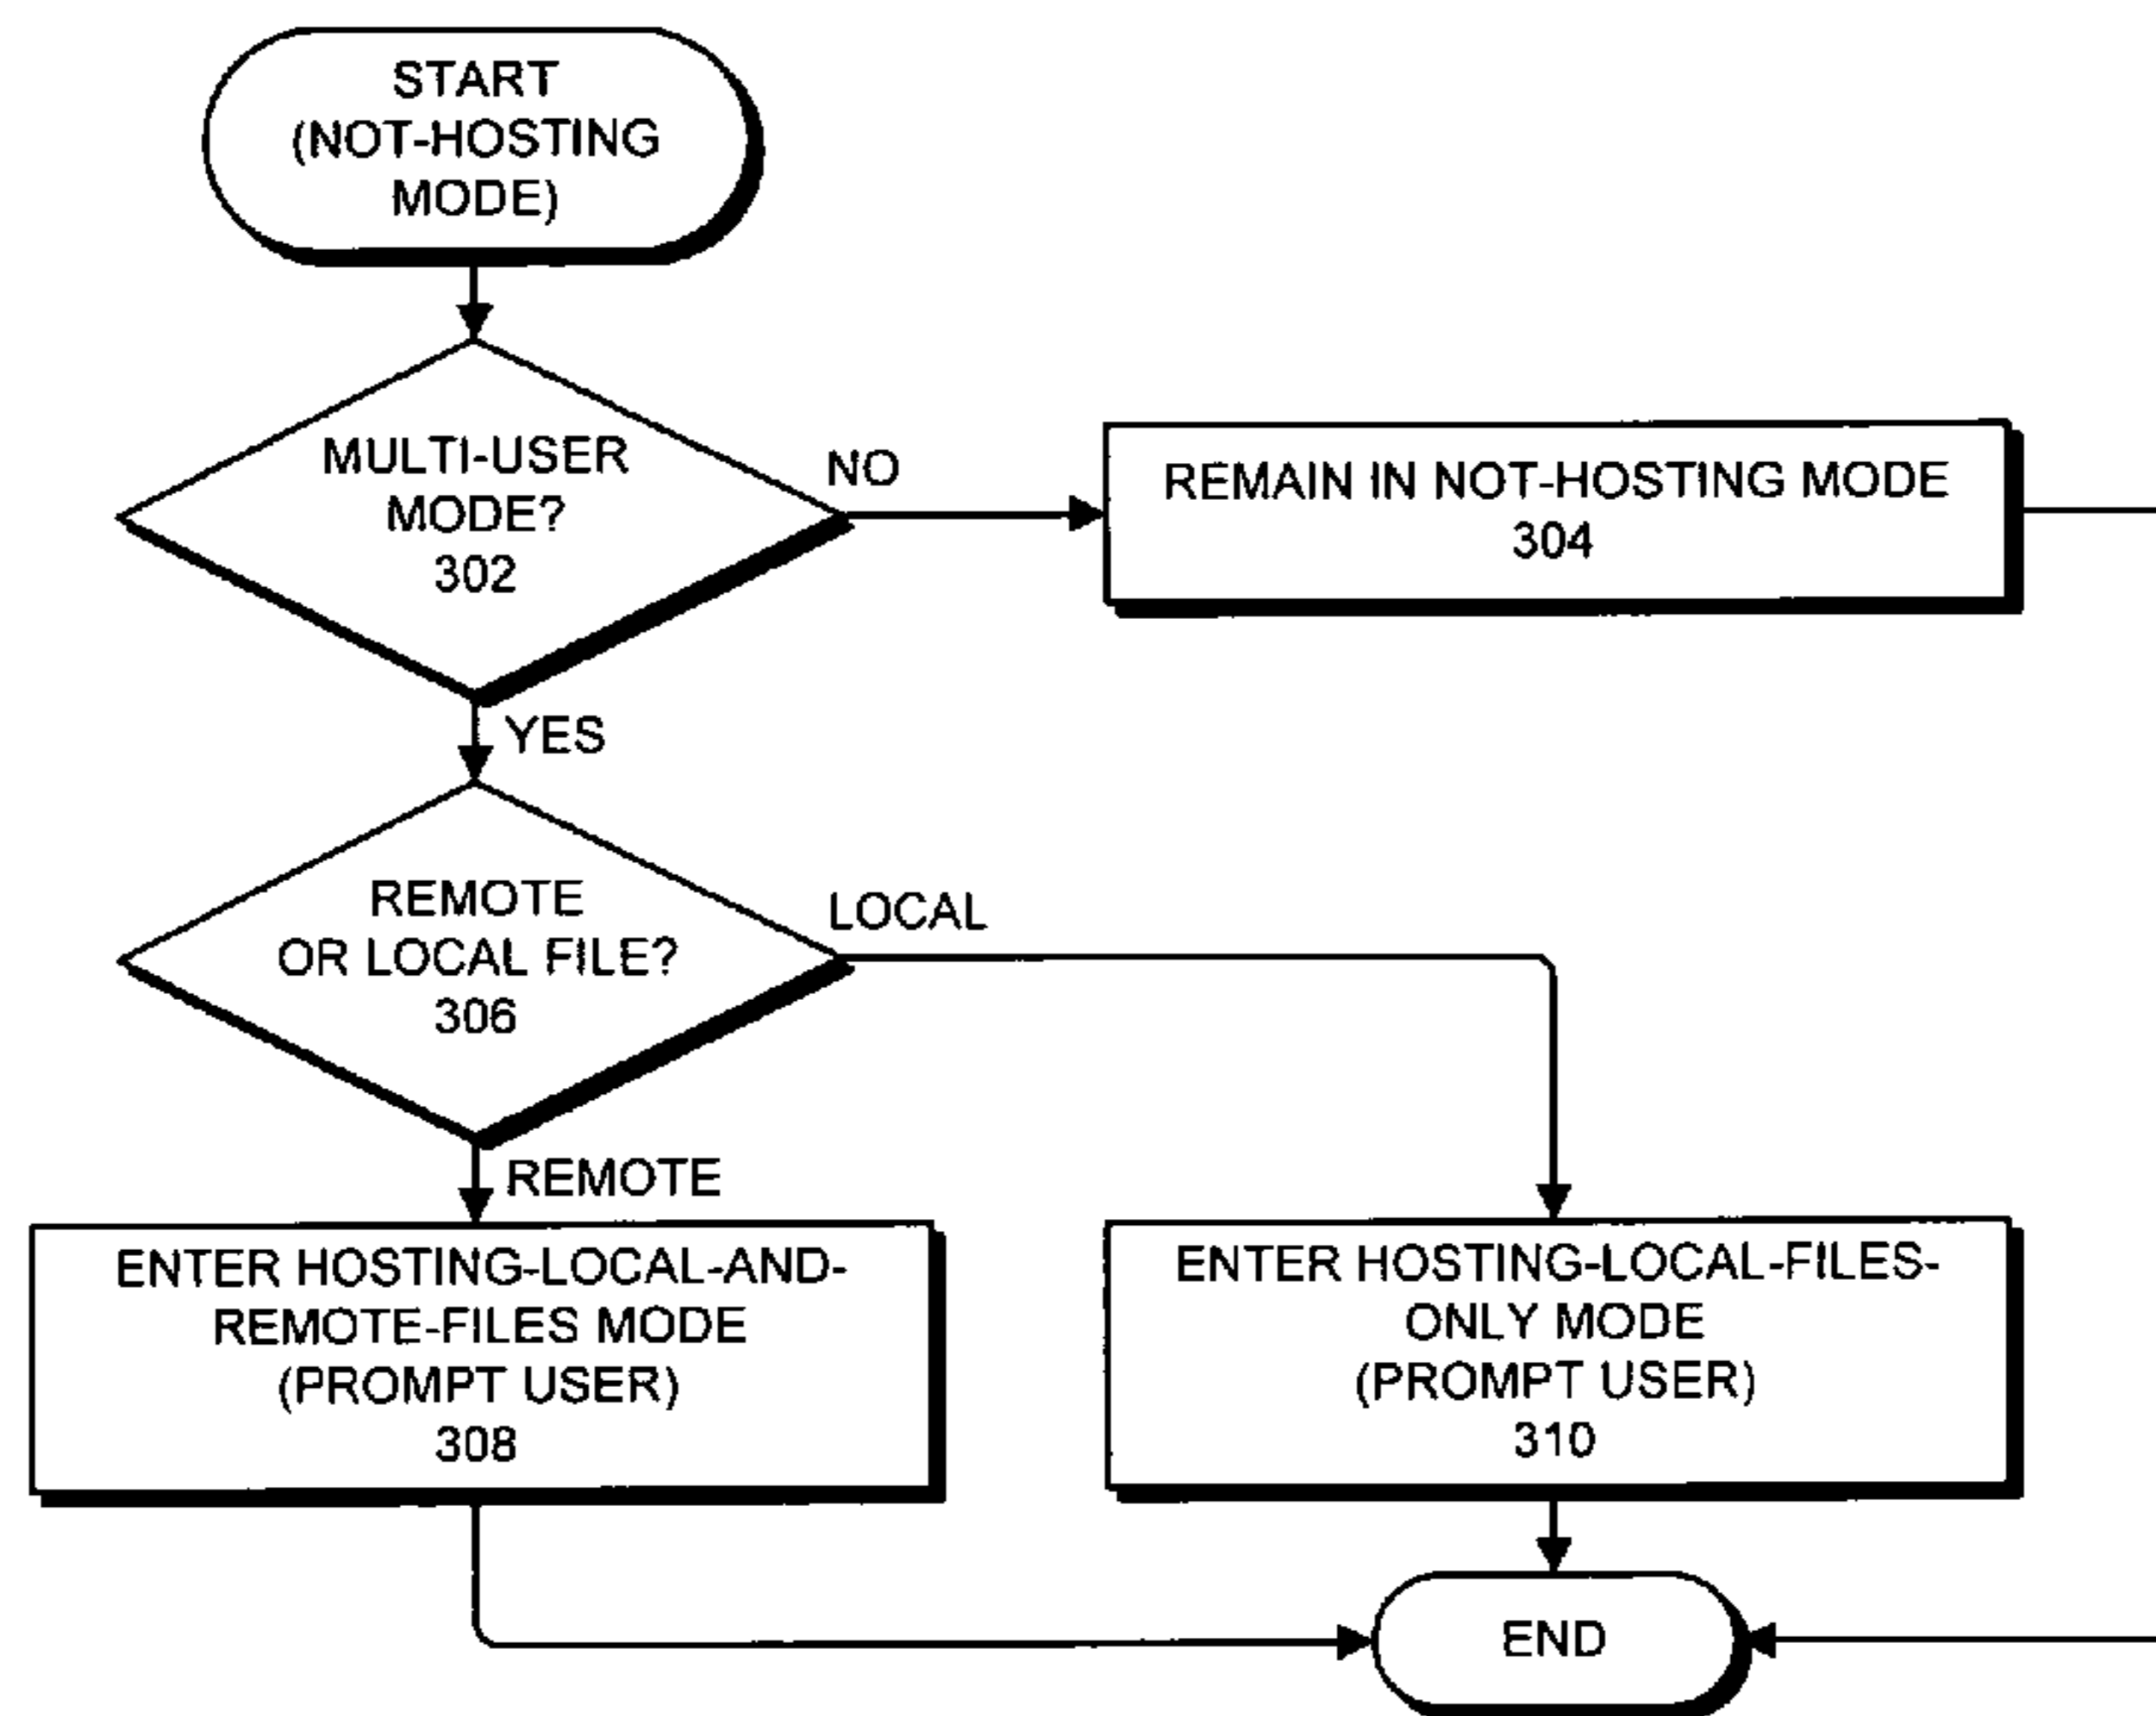 START
(NOT-HOSTING
MODE)
MULTI-USER
MODE?
302
NO
REMAIN IN NOT-HOSTING MODE
304
YES
REMOTE
OR LOCAL FILE?
306
LOCAL
REMOTE
ENTER HOSTING-LOCAL-AND-
REMOTE-FILES MODE
(PROMPT USER)
308
ENTER HOSTING-LOCAL-FILES-
ONLY MODE
(PROMPT USER)
310
END